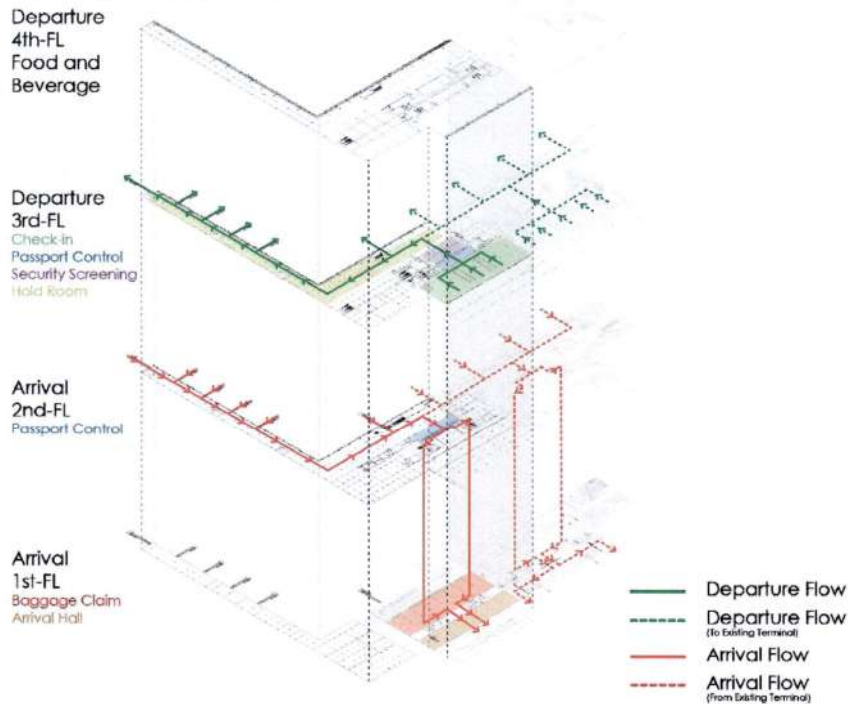 Departure
4th-FL
Food and
Beverage
Departure
3rd-FL
Check-in
Passport Control
Security Screening
Hold Room
Arrival
2nd-FL
Passport Control
Arrival
1st-FL
Baggage Claim
Arrival Hall
Departure Flow
Departure Flow
(To Existing Terminal)
Arrival Flow
Arrival Flow
(From Existing Terminal)